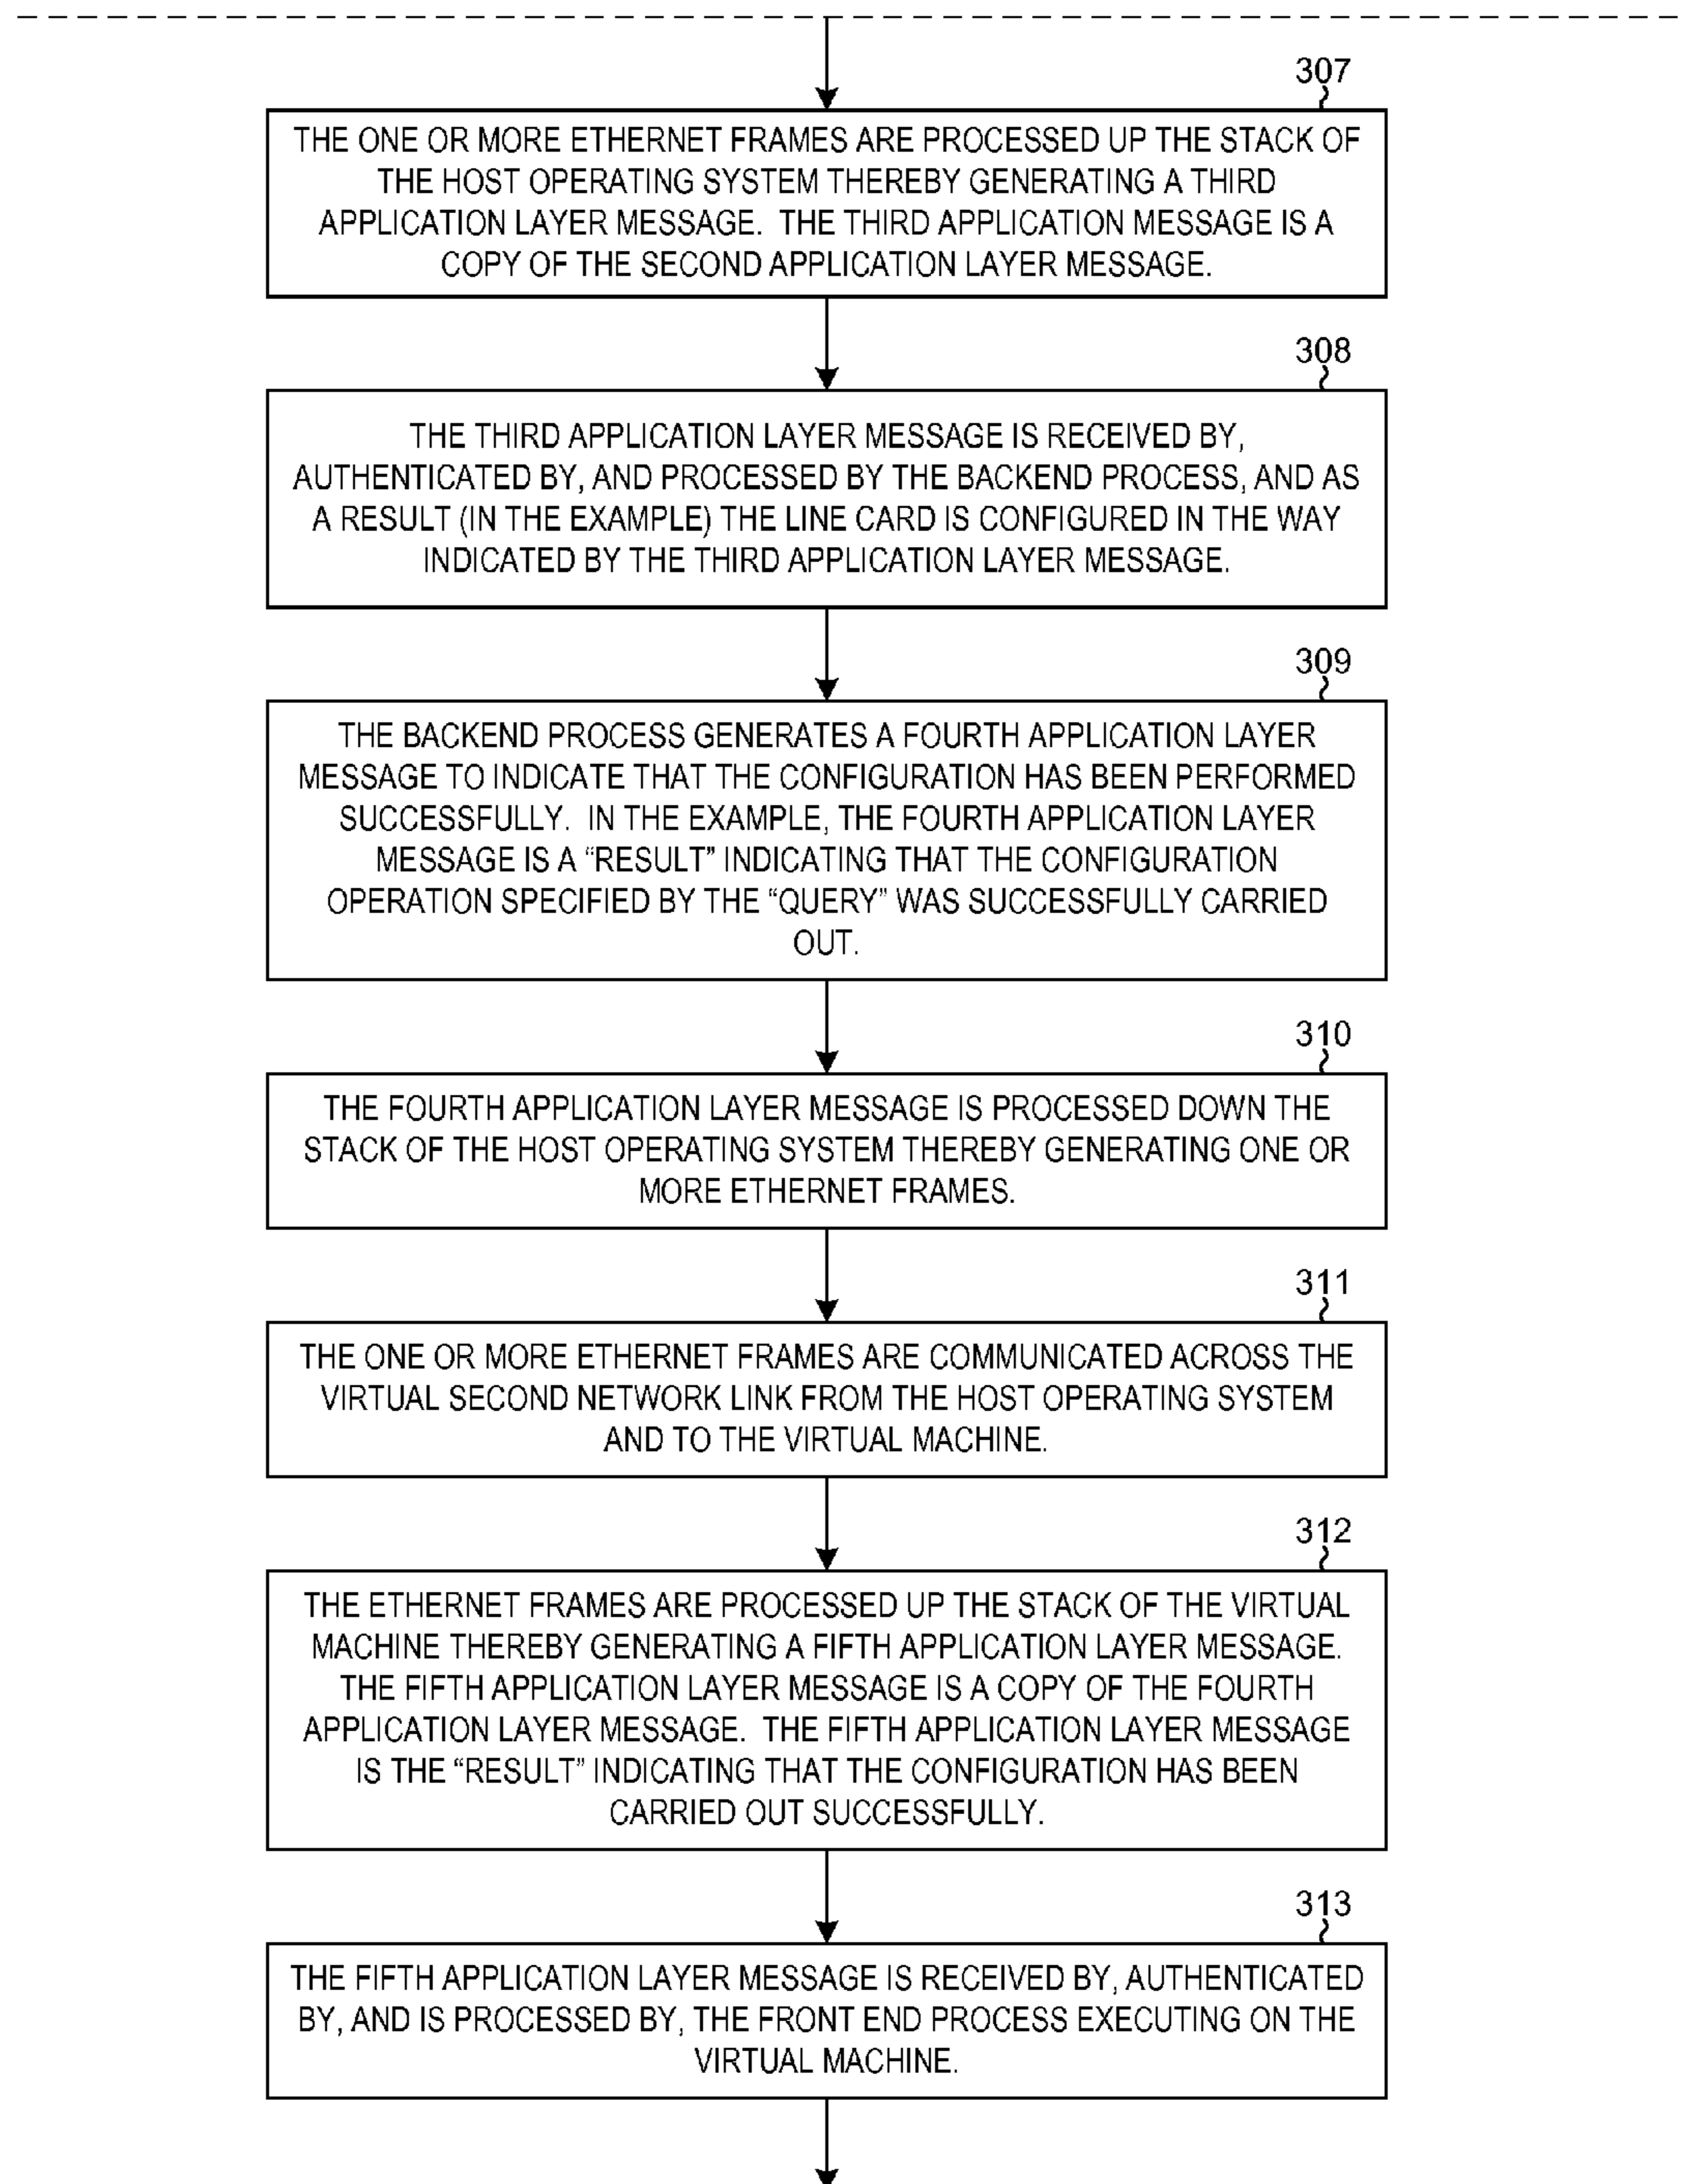 307
THE ONE OR MORE ETHERNET FRAMES ARE PROCESSED UP THE STACK OF
THE HOST OPERATING SYSTEM THEREBY GENERATING A THIRD
APPLICATION LAYER MESSAGE. THE THIRD APPLICATION MESSAGE IS A
COPY OF THE SECOND APPLICATION LAYER MESSAGE.
308
THE THIRD APPLICATION LAYER MESSAGE IS RECEIVED BY,
AUTHENTICATED BY, AND PROCESSED BY THE BACKEND PROCESS, AND AS
A RESULT (IN THE EXAMPLE) THE LINE CARD IS CONFIGURED IN THE WAY
INDICATED BY THE THIRD APPLICATION LAYER MESSAGE.
309
THE BACKEND PROCESS GENERATES A FOURTH APPLICATION LAYER
MESSAGE TO INDICATE THAT THE CONFIGURATION HAS BEEN PERFORMED
SUCCESSFULLY. IN THE EXAMPLE, THE FOURTH APPLICATION LAYER
MESSAGE IS A “RESULT” INDICATING THAT THE CONFIGURATION
OPERATION SPECIFIED BY THE “QUERY” WAS SUCCESSFULLY CARRIED
OUT.
310
THE FOURTH APPLICATION LAYER MESSAGE IS PROCESSED DOWN THE
STACK OF THE HOST OPERATING SYSTEM THEREBY GENERATING ONE OR
MORE ETHERNET FRAMES.
311
THE ONE OR MORE ETHERNET FRAMES ARE COMMUNICATED ACROSS THE
VIRTUAL SECOND NETWORK LINK FROM THE HOST OPERATING SYSTEM
AND TO THE VIRTUAL MACHINE.
312
THE ETHERNET FRAMES ARE PROCESSED UP THE STACK OF THE VIRTUAL
MACHINE THEREBY GENERATING A FIFTH APPLICATION LAYER MESSAGE.
THE FIFTH APPLICATION LAYER MESSAGE IS A COPY OF THE FOURTH
APPLICATION LAYER MESSAGE. THE FIFTH APPLICATION LAYER MESSAGE
IS THE “RESULT” INDICATING THAT THE CONFIGURATION HAS BEEN
CARRIED OUT SUCCESSFULLY.
313
THE FIFTH APPLICATION LAYER MESSAGE IS RECEIVED BY, AUTHENTICATED
BY, AND IS PROCESSED BY, THE FRONT END PROCESS EXECUTING ON THE
VIRTUAL MACHINE.